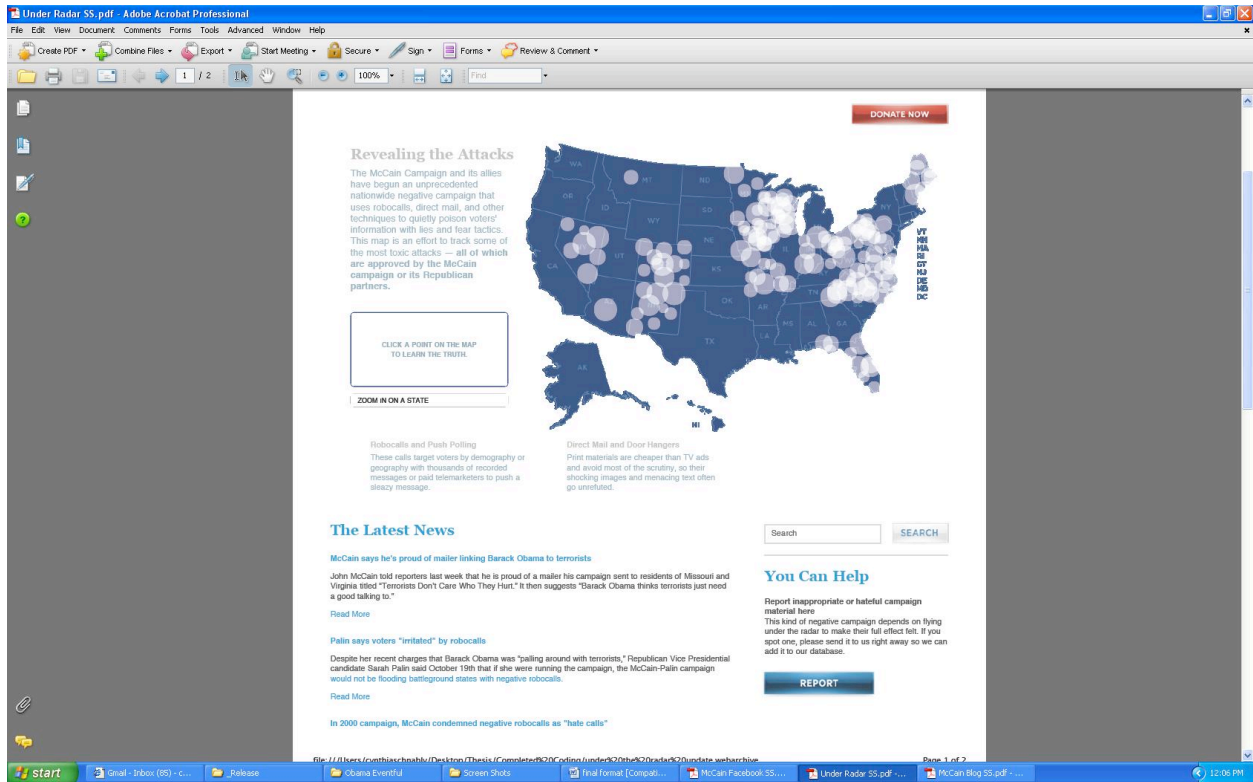 Under Radar SS.pdf - Adobe Acrobat Professional
File Edit View Document Comments Forms Tools Advanced Window Help
Create PDF Combine Files Export Start Meeting Secure Sign Forms Review & Comment
1 / 2 100% Find
DONATE NOW
Revealing the Attacks
The McCain Campaign and its allies
have begun an unprecedented
nationwide negative campaign that
uses robocalls, direct mail, and other
techniques to quietly poison voters'
information with lies and fear tactics.
This map is an effort to track some of
the most toxic attacks — all of which
are approved by the McCain
campaign or its Republican
partners.
CLICK A POINT ON THE MAP
TO LEARN THE TRUTH.
ZOOM IN ON A STATE
WA
MT
ND
OR
ID
SD
WY
NY
NE
UT
CA
IL
KS
OK
AR
TN
MS
AL
GA
LA
TX
AK
HI
VT
NH
MA
RI
CT
NJ
DE
MD
DC
Robocalls and Push Polling
These calls target voters by demography or
geography with thousands of recorded
messages or paid telemarketers to push a
sleazy message.
Direct Mail and Door Hangers
Print materials are cheaper than TV ads
and avoid most of the scrutiny, so their
shocking images and menacing text often
go unrefuted.
The Latest News
McCain says he's proud of mailer linking Barack Obama to terrorists
John McCain told reporters last week that he is proud of a mailer his campaign sent to residents of Missouri and
Virginia titled "Terrorists Don't Care Who They Hurt." It then suggests "Barack Obama thinks terrorists just need
a good talking to."
Read More
Palin says voters "irritated" by robocalls
Despite her recent charges that Barack Obama was "palling around with terrorists," Republican Vice Presidential
candidate Sarah Palin said October 19th that if she were running the campaign, the McCain-Palin campaign
would not be flooding battleground states with negative robocalls.
Read More
In 2000 campaign, McCain condemned negative robocalls as "hate calls"
Search SEARCH
You Can Help
Report inappropriate or hateful campaign
material here
This kind of negative campaign depends on flying
under the radar to make their full effect felt. If you
spot one, please send it to us right away so we can
add it to our database.
REPORT
file:///Users/cynthiaschnably/Desktop/Thesis/Completed%20Coding/under%20the%20radar%20update.webarchive Page 1 of 2
start Gmail - Inbox (85) - c... _Release Obama Eventful Screen Shots final format [Compati... McCain Facebook SS.... Under Radar SS.pdf -... McCain Blog SS.pdf - ... 12:06 PM